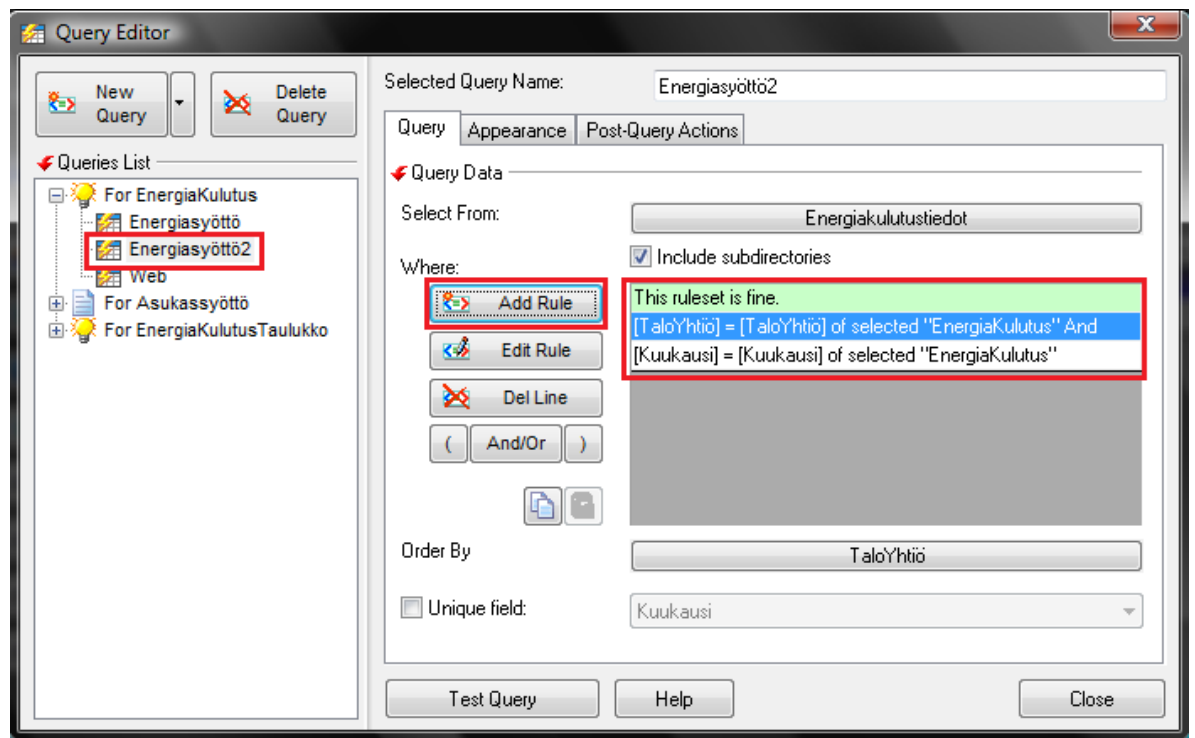 Query Editor
New Query
Delete Query
Queries List
For EnergiaKulutus
Energiasyöttö
Energiasyöttö2
Web
For Asukassyöttö
For EnergiaKulutusTaulukko
Selected Query Name:
Energiasyöttö2
Query
Appearance
Post-Query Actions
Query Data
Select From:
Energiakulutustiedot
Include subdirectories
Where:
Add Rule
Edit Rule
Del Line
(
And/Or
)
This ruleset is fine.
[TaloYhtiö] = [TaloYhtiö] of selected "EnergiaKulutus" And
[Kuukausi] = [Kuukausi] of selected "EnergiaKulutus"
Order By
TaloYhtiö
Unique field:
Kuukausi
Test Query
Help
Close